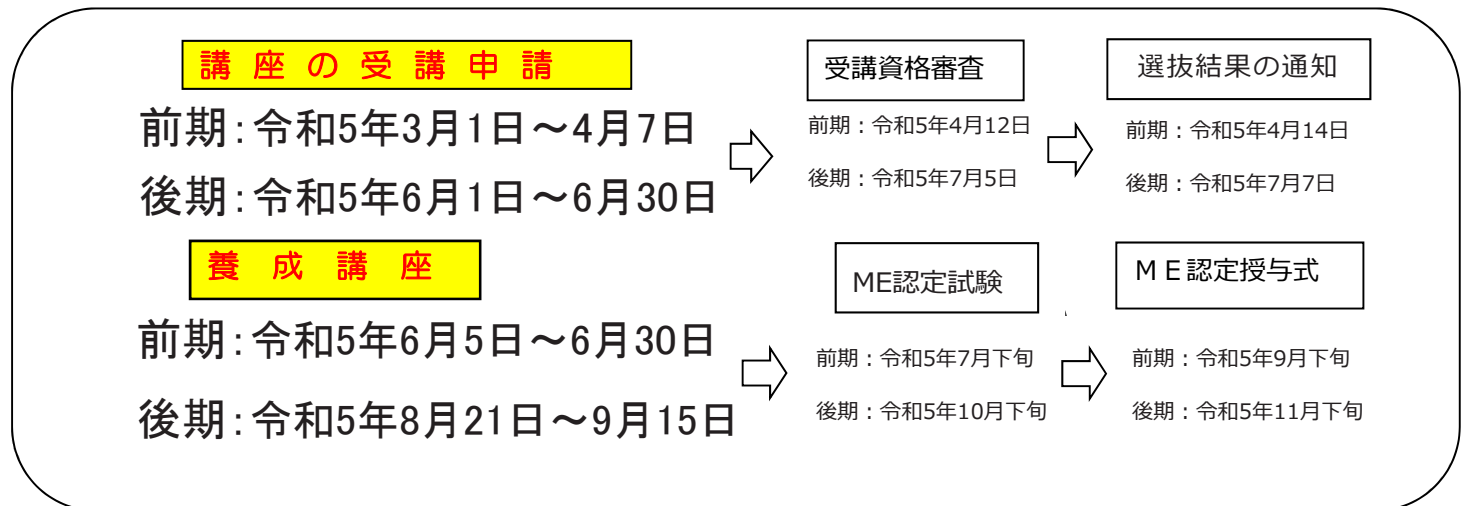 講座の受講申請
前期：令和5年3月1日～4月7日
後期：令和5年6月1日～6月30日
受講資格審査
前期：令和5年4月12日
後期：令和5年7月5日
選抜結果の通知
前期：令和5年4月14日
後期：令和5年7月7日
養成講座
前期：令和5年6月5日～6月30日
後期：令和5年8月21日～9月15日
ME認定試験
前期：令和5年7月下旬
後期：令和5年10月下旬
ＭＥ認定授与式
前期：令和5年9月下旬
後期：令和5年11月下旬